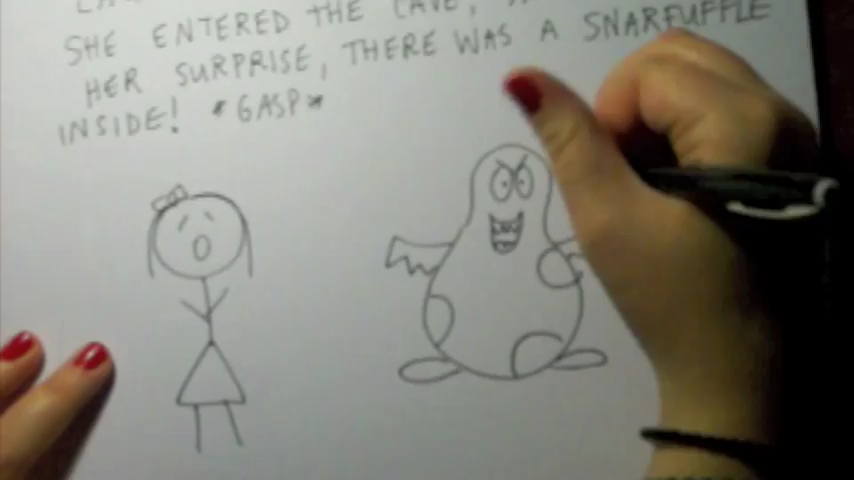 SHE ENTERED THE CAVE,
HER SURPRISE, THERE WAS A SNARFUFFLE
INSIDE! *GASP*